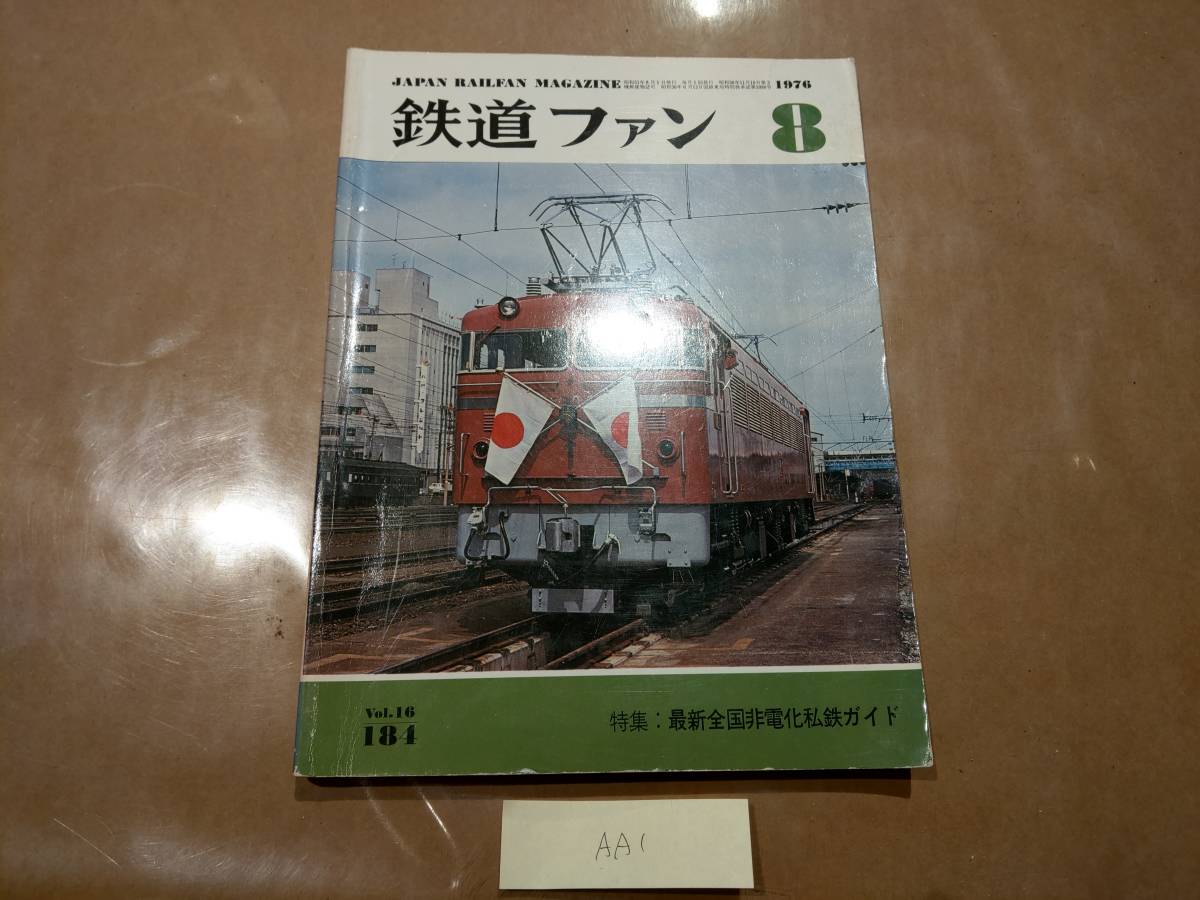 JAPAN RAILFAN MAGAZINE
1976
鉄道ファン 8
Vol.16
184
特集：最新全国非電化私鉄ガイド
AA1